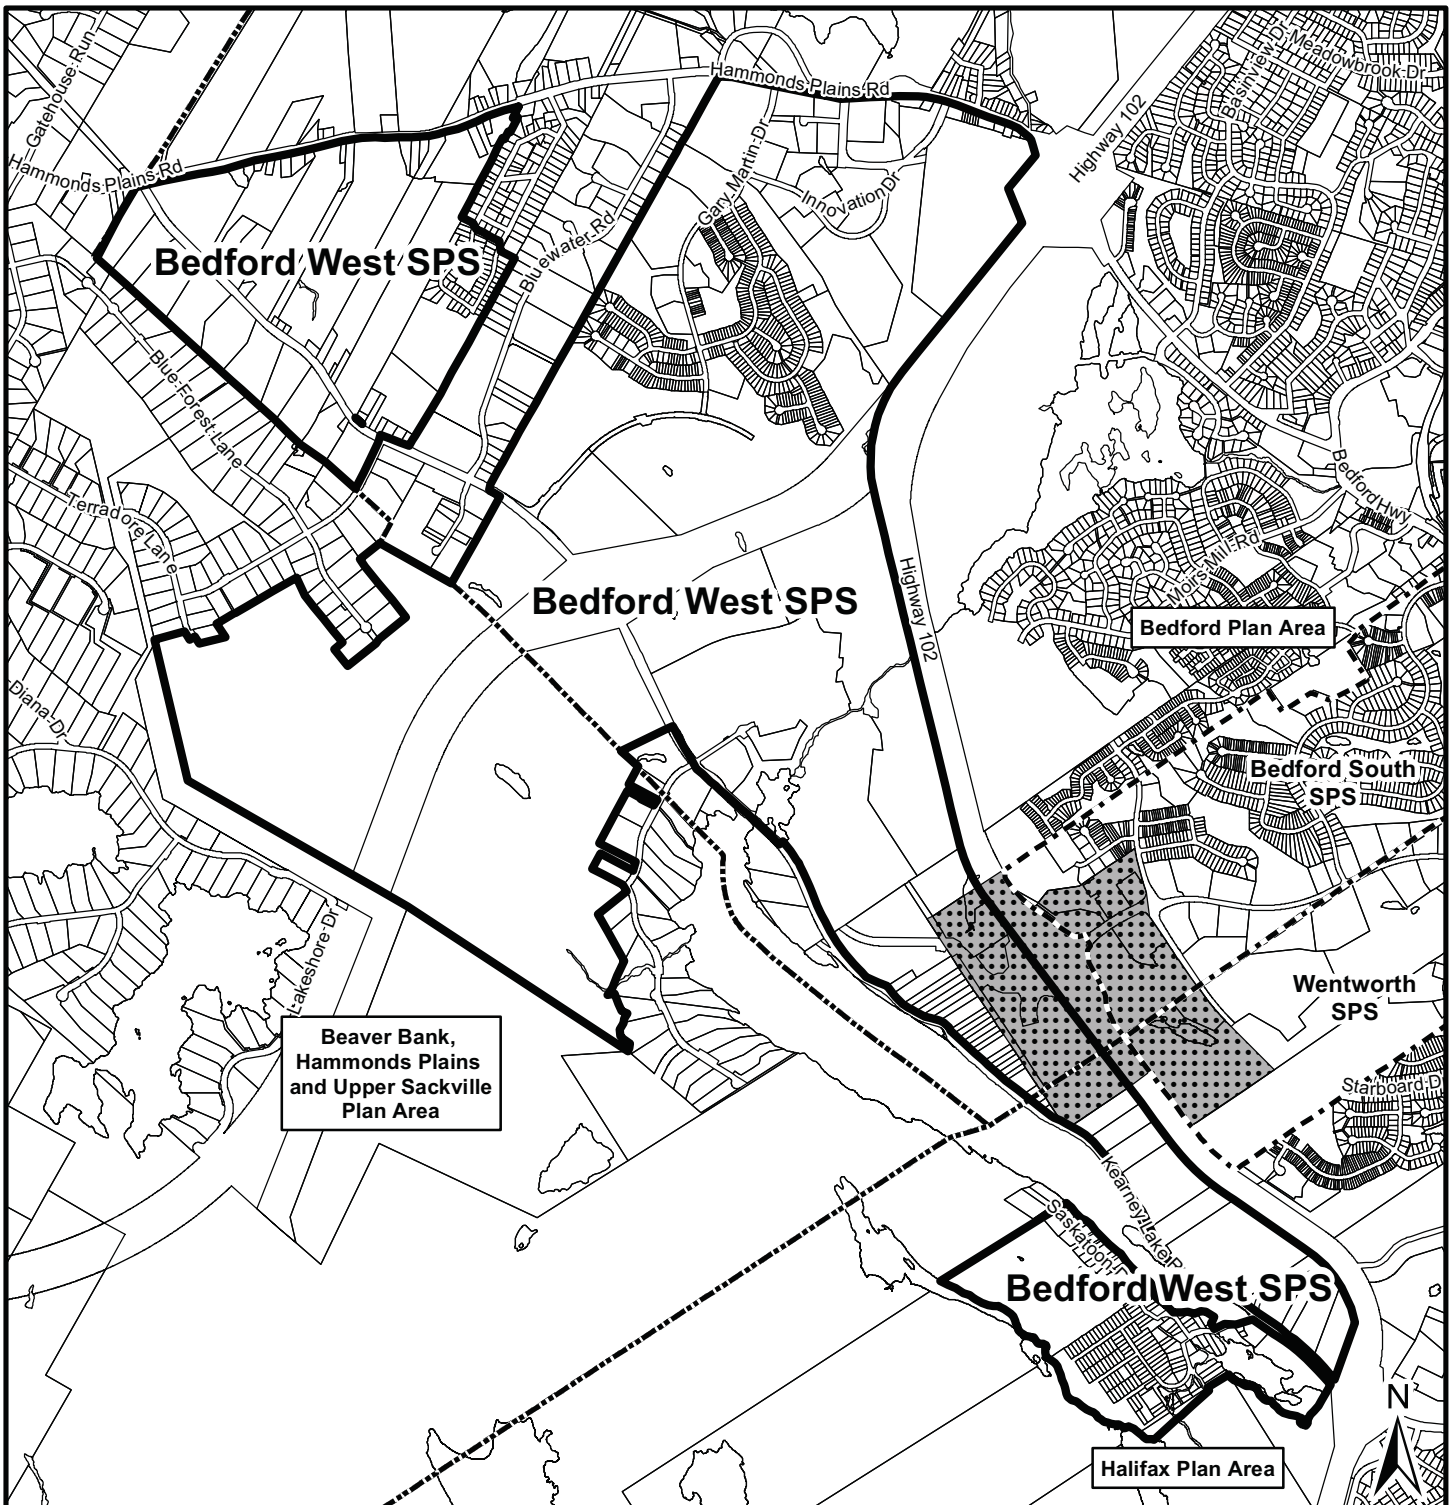 Gatehouse Run
Hammonds Plains Rd
Meadowbrook Dr
Basinview Dr
Highway 102
Hammonds Plains Rd
Gary Martin Dr
Innovation Dr
Bluewater Rd
Bedford West SPS
Blue Forest Lane
Terradore Lane
Bedford Hwy
Moirs Mill Rd
Highway 102
Bedford West SPS
Bedford Plan Area
Diana Dr
Bedford South
SPS
Lakeshore Dr
Wentworth
SPS
Beaver Bank,
Hammonds Plains
and Upper Sackville
Plan Area
Starboard D
Kearney Lake R
Saskatoon
Bedford West SPS
N
Halifax Plan Area